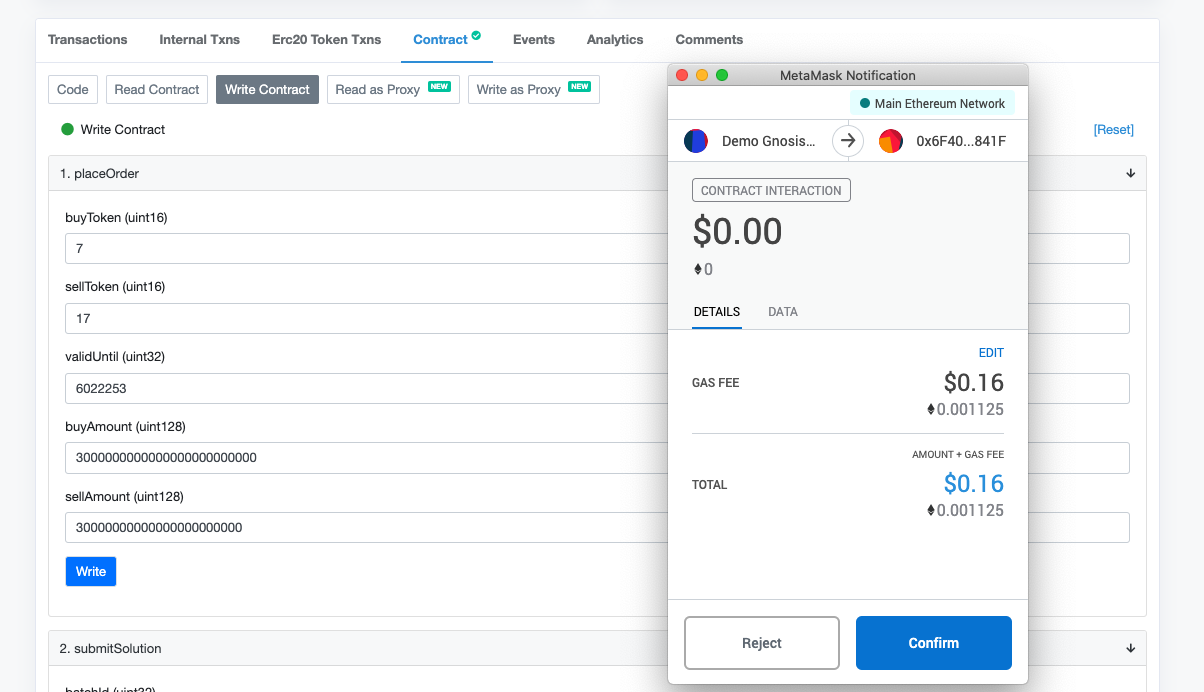 Transactions Internal Txns Erc20 Token Txns Contract Events Analytics Comments
Code Read Contract Write Contract Read as Proxy NEW Write as Proxy NEW
Write Contract
[Reset]
1. placeOrder
buyToken (uint16)
7
sellToken (uint16)
17
validUntil (uint32)
6022253
buyAmount (uint128)
sellAmount (uint128)
Write
2. submitSolution
batchId (uint32)
MetaMask Notification
Main Ethereum Network
Demo Gnosis... 0x6F40...841F
CONTRACT INTERACTION
$0.00
0
DETAILS DATA
EDIT
GAS FEE $0.16
0.001125
AMOUNT + GAS FEE
TOTAL $0.16
0.001125
Reject Confirm